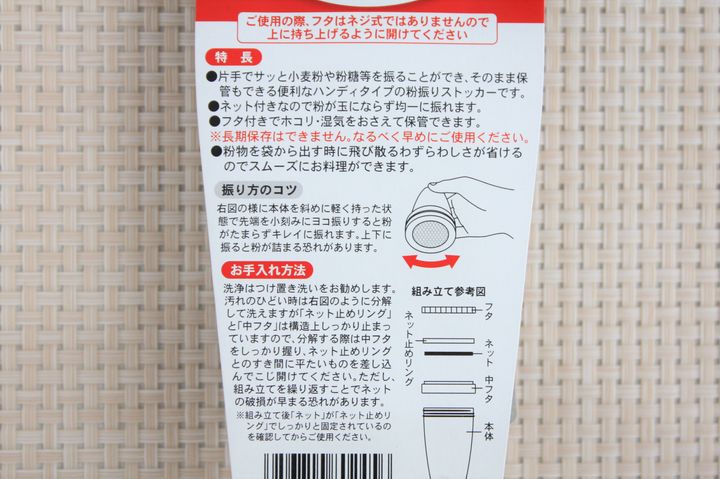 ご使用の際、フタはネジ式ではありませんので
上に持ち上げるように開けてください
特長
●片手でサッと小麦粉や粉糖等を振ることができ、そのまま保
管もできる便利なハンディタイプの粉振りストッカーです。
●ネット付きなので粉が玉にならず均一に振れます。
●フタ付きでホコリ・湿気をおさえて保管できます。
※長期保存はできません。なるべく早めにご使用ください。
●粉物を袋から出す時に飛び散るわずらわしさが省ける
のでスムーズにお料理ができます。
振り方のコツ
右図の様に本体を斜めに軽く持った状
態で先端を小刻みにヨコ振りすると粉
がたまらずキレイに振れます。上下に
振ると粉が詰まる恐れがあります。
お手入れ方法
洗浄はつけ置き洗いをお勧めします。
汚れのひどい時は右図のように分解
して洗えますが「ネット止めリング」
と「中フタ」は構造上しっかり止まっ
ていますので、分解する際は中フタ
をしっかり握り、ネット止めリング
とのすき間に平たいものを差し込
んでこじ開けてください。ただし、
組み立てを繰り返すことでネット
の破損が早まる恐れがあります。
※組み立て後「ネット」が「ネット止めリ
ング」でしっかりと固定されているの
を確認してからご使用ください。
組み立て参考図
フタ
ネット止めリング
ネット
中フタ
本体